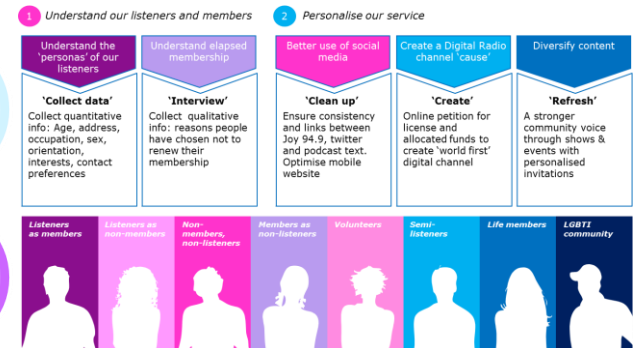 1 Understand our listeners and members
2 Personalise our service
Understand the
'personas' of our
listeners
Understand elapsed
membership
Better use of social
media
Create a Digital Radio
channel 'cause'
Diversify content
'Collect data'
Collect quantitative
info: Age, address,
occupation, sex,
orientation,
interests, contact
preferences
'Interview'
Collect qualitative
info: reasons people
have chosen not to
renew their
membership
'Clean up'
Ensure consistency
and links between
Joy 94.9, twitter
and podcast text.
Optimise mobile
website
'Create'
Online petition for
license and
allocated funds to
create 'world first'
digital channel
'Refresh'
A stronger
community voice
through shows &
events with
personalised
invitations
Listeners
as members
Listeners as
non-members
Non-
members,
non-listeners
Members as
non-listeners
Volunteers
Semi-
listeners
Life members
LGBTI
community